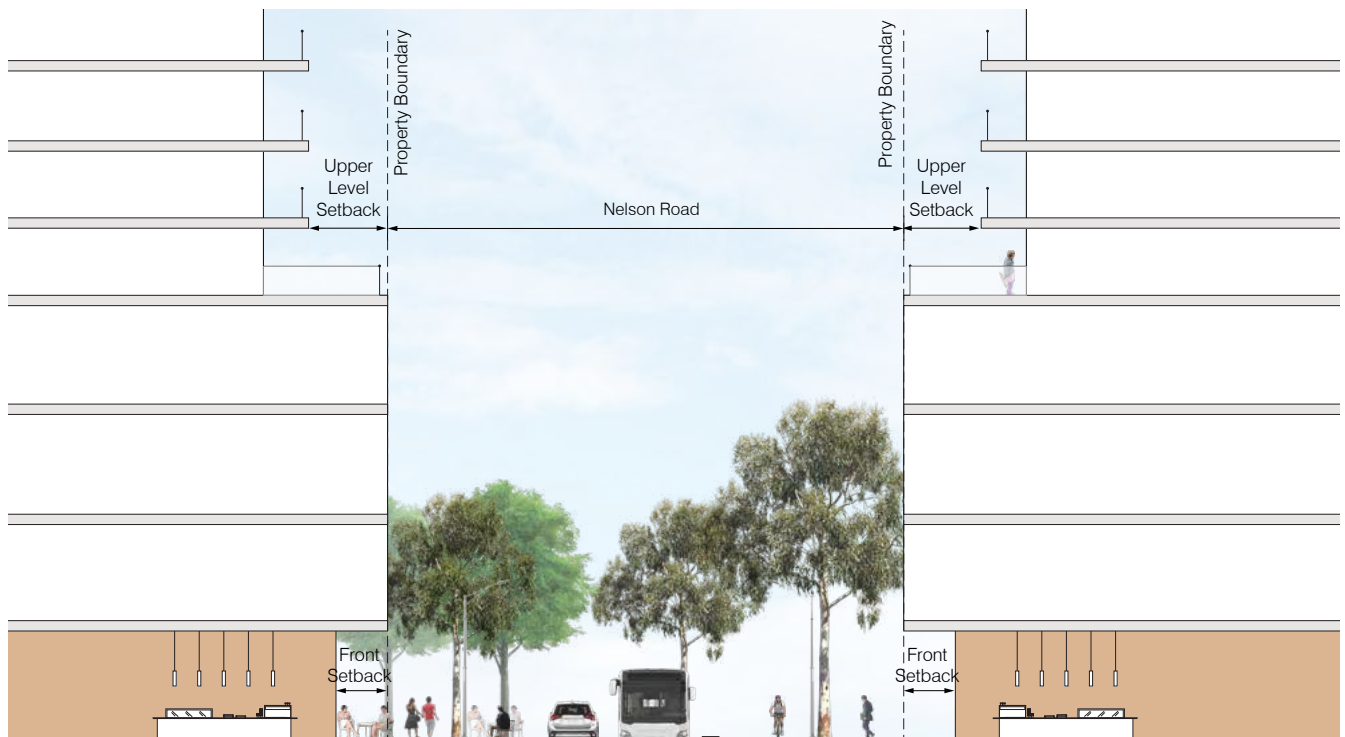 Property Boundary
Property Boundary
Upper
Level
Setback
Nelson Road
Upper
Level
Setback
Front
Setback
Front
Setback